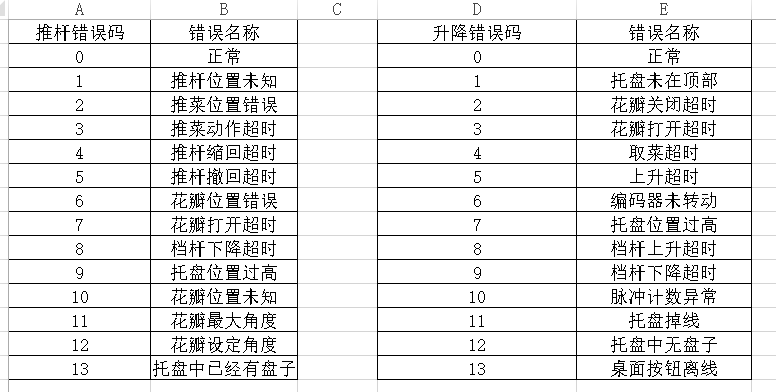 A B C D E
推杆错误码 错误名称 升降错误码 错误名称
0 正常 0 正常
1 推杆位置未知 1 托盘未在顶部
2 推菜位置错误 2 花瓣关闭超时
3 推菜动作超时 3 花瓣打开超时
4 推杆缩回超时 4 取菜超时
5 推杆撤回超时 5 上升超时
6 花瓣位置错误 6 编码器未转动
7 花瓣打开超时 7 托盘位置过高
8 档杆下降超时 8 档杆上升超时
9 托盘位置过高 9 档杆下降超时
10 花瓣位置未知 10 脉冲计数异常
11 花瓣最大角度 11 托盘掉线
12 花瓣设定角度 12 托盘中无盘子
13 托盘中已经有盘子 13 桌面按钮离线